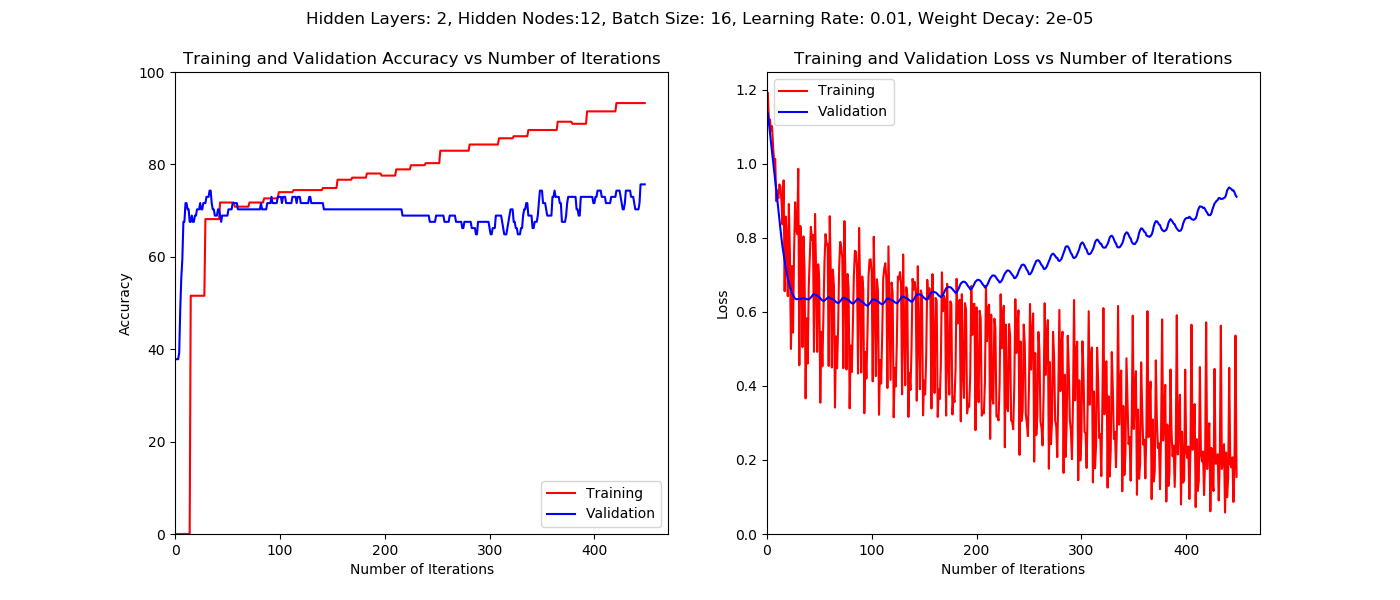 Hidden Layers: 2, Hidden Nodes:12, Batch Size: 16, Learning Rate: 0.01, Weight Decay: 2e-05
Training and Validation Accuracy vs Number of Iterations
100
80
60
40
20
0
Accuracy
0 100 200 300 400
Number of Iterations
Training
Validation
Training and Validation Loss vs Number of Iterations
1.2
1.0
0.8
0.6
0.4
0.2
0.0
Loss
0 100 200 300 400
Number of Iterations
Training
Validation